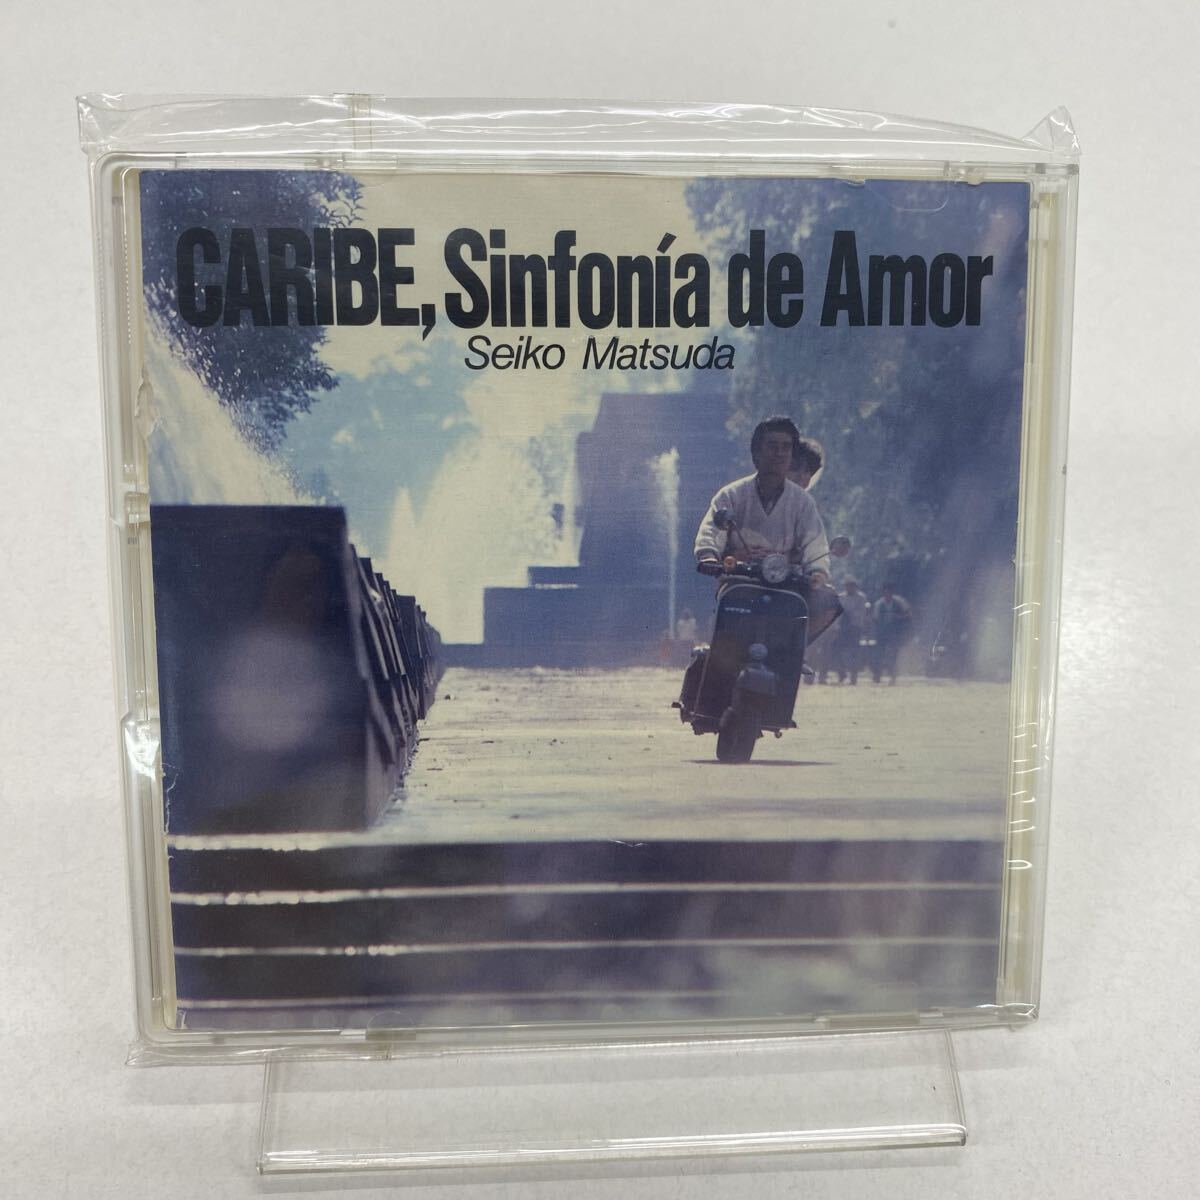 CARIBE, Sinfonía de Amor
Seiko Matsuda